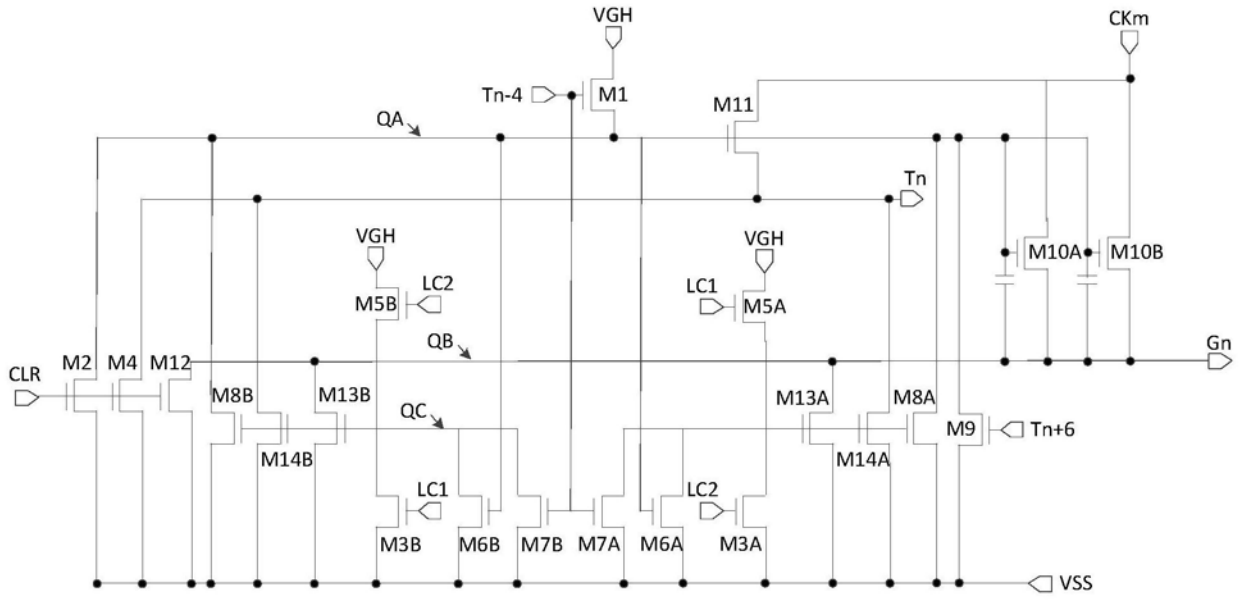 VGH
CKm
Tn-4
M1
M11
QA
Tn
VGH
VGH
M10A
M10B
LC2
LC1
M5B
M5A
QB
Gn
M2
M4
M12
CLR
M8B
M13B
M13A
M8A
QC
M9
Tn+6
M14B
M14A
LC1
LC2
M3B
M6B
M7B
M7A
M6A
M3A
VSS